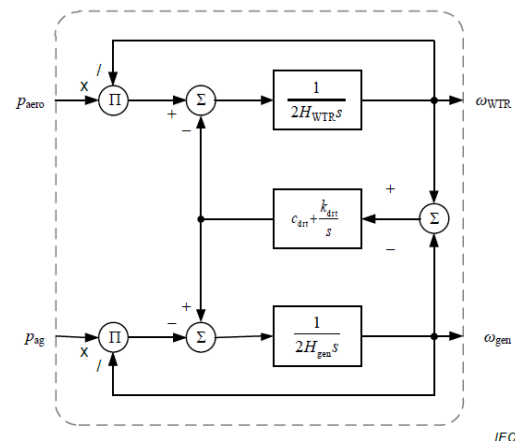 /
X
p_aero
Π
Σ
+
−
1
2H_WTR s
ω_WTR
c_drt + k_drt
s
+
Σ
−
+
p_ag
Π
−
Σ
X
/
1
2H_gen s
ω_gen
IEC